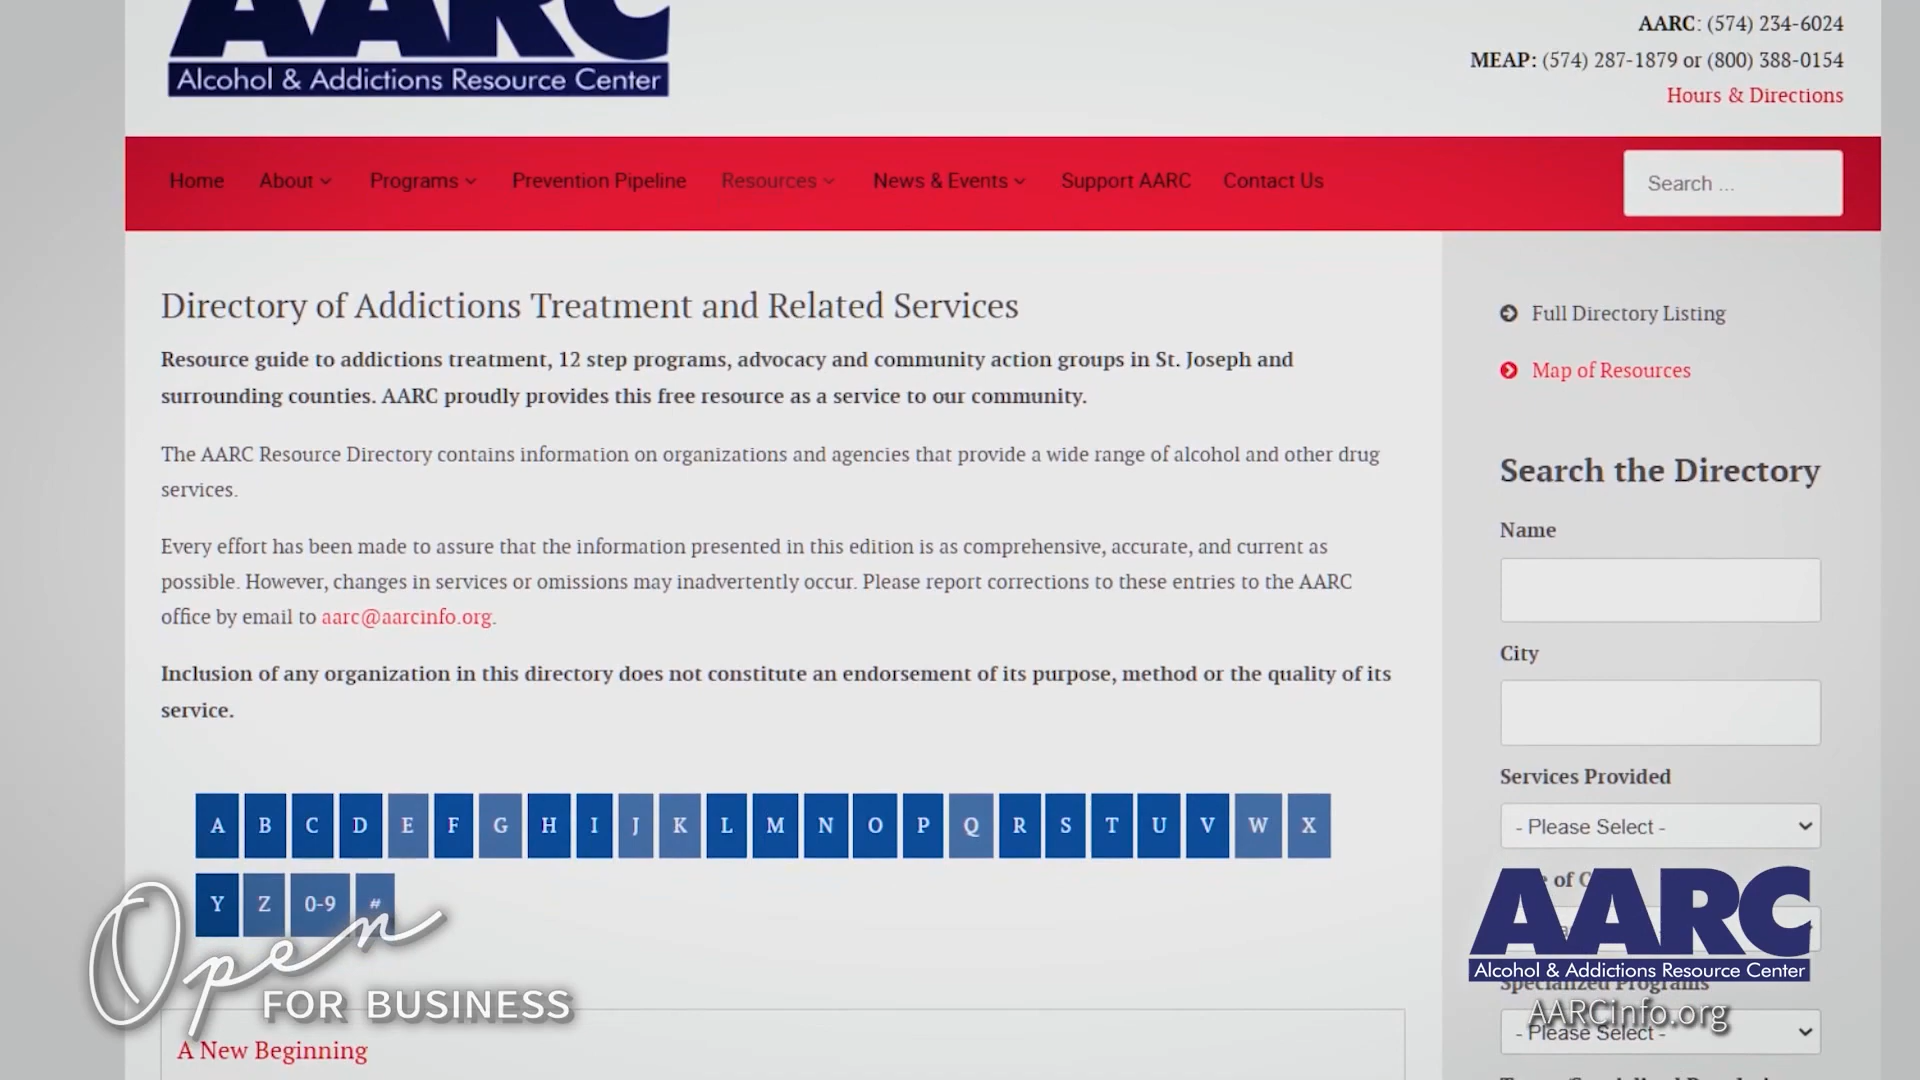 AARC
Alcohol & Addictions Resource Center
AARC: (574) 234-6024
MEAP: (574) 287-1879 or (800) 388-0154
Hours & Directions
Home About Programs Prevention Pipeline Resources News & Events Support AARC Contact Us Search ...
Directory of Addictions Treatment and Related Services
Resource guide to addictions treatment, 12 step programs, advocacy and community action groups in St. Joseph and
surrounding counties. AARC proudly provides this free resource as a service to our community.
The AARC Resource Directory contains information on organizations and agencies that provide a wide range of alcohol and other drug
services.
Every effort has been made to assure that the information presented in this edition is as comprehensive, accurate, and current as
possible. However, changes in services or omissions may inadvertently occur. Please report corrections to these entries to the AARC
office by email to aarc@aarcinfo.org.
Inclusion of any organization in this directory does not constitute an endorsement of its purpose, method or the quality of its
service.
A B C D E F G H I J K L M N O P Q R S T U V W X
Y Z 0-9 #
A New Beginning
Full Directory Listing
Map of Resources
Search the Directory
Name
City
Services Provided
- Please Select -
of
Specialized Programs
- Please Select -
Open
FOR BUSINESS
AARC
Alcohol & Addictions Resource Center
AARCinfo.org